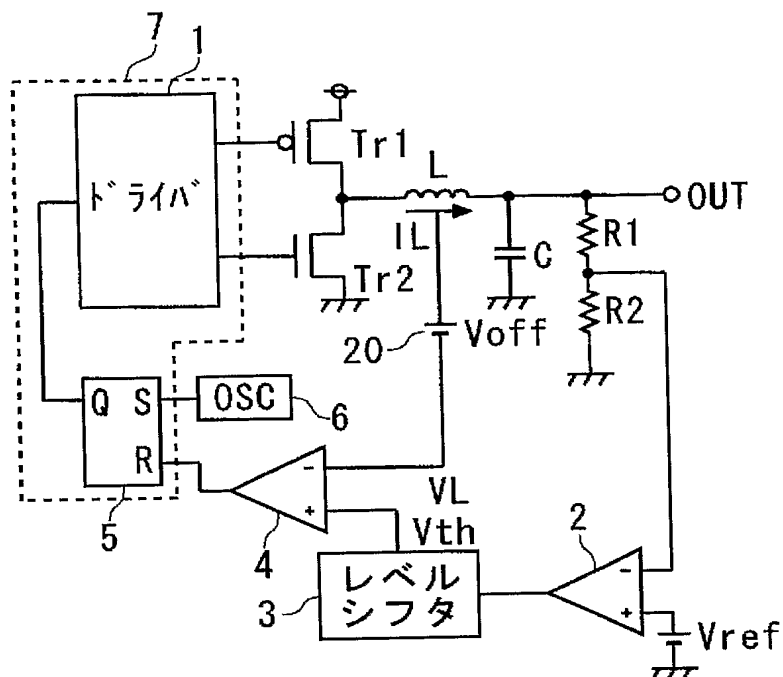 7
1
Tr1
L
OUT
ﾄﾞﾗｲﾊﾞ
IL
C
R1
Tr2
R2
20
Voff
Q
S
OSC
6
R
-
VL
+
Vth
2
5
4
3
レベル
シフタ
-
+
Vref